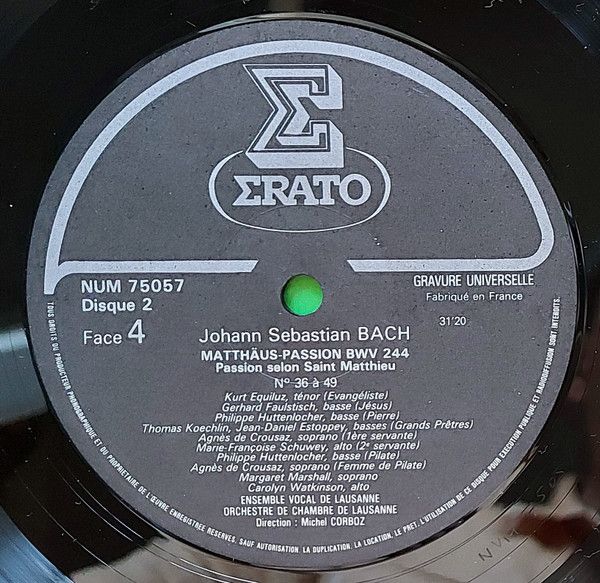 Σ
ΣRATO
NUM 75057
Disque 2
Face 4
GRAVURE UNIVERSELLE
Fabriqué en France
31'20
Johann Sebastian BACH
MATTHÄUS-PASSION BWV 244
Passion selon Saint Matthieu
Nº 36 à 49
Kurt Equiluz, ténor (Evangéliste)
Gerhard Faulstisch, basse (Jésus)
Philippe Huttenlocher, basse (Pierre)
Thomas Koechlin, Jean-Daniel Estoppey, basses (Grands Prêtres)
Agnès de Crousaz, soprano (1ère servante)
Marie-Françoise Schuwey, alto (2e servante)
Philippe Huttenlocher, basse (Pilate)
Agnès de Crousaz, soprano (Femme de Pilate)
Margaret Marshall, soprano
Carolyn Watkinson, alto
ENSEMBLE VOCAL DE LAUSANNE
ORCHESTRE DE CHAMBRE DE LAUSANNE
Direction : Michel CORBOZ
TOUS DROITS DU PRODUCTEUR PHONOGRAPHIQUE ET DU PROPRIETAIRE DE L'ŒUVRE ENREGISTREE RESERVES. SAUF AUTORISATION, LA DUPLICATION, LA LOCATION, LE PRET, L'UTILISATION DE CE DISQUE POUR EXECUTION PUBLIQUE ET RADIODIFFUSION SONT INTERDITS.